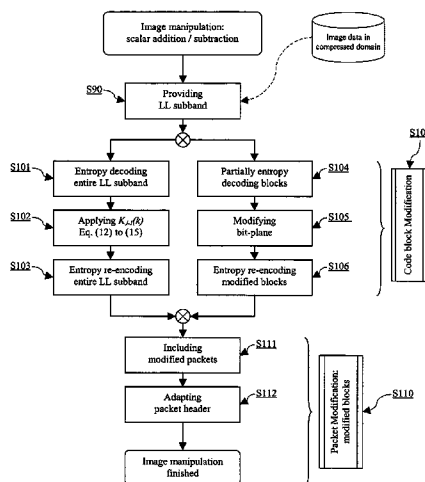 Image manipulation:
scalar addition / subtraction
Image data in
compressed domain
S90
Providing
LL subband
S101
Entropy decoding
entire LL subband
Partially entropy
decoding blocks
S104
S102
Applying Kᵢ,ⱼ(k)
Eq. (12) to (15)
Modifying
bit-plane
S105
S103
Entropy re-encoding
entire LL subband
Entropy re-encoding
modified blocks
S106
S10
Code block Modification
Including
modified packets
S111
Adapting
packet header
S112
Image manipulation
finished
Packet Modification:
modified blocks
S110